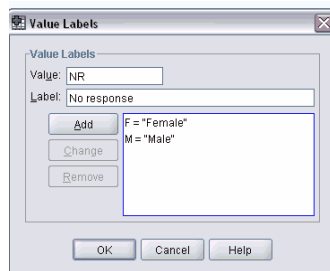 Value Labels
Value Labels
Value: NR
Label: No response
Add
Change
Remove
F = "Female"
M = "Male"
OK Cancel Help